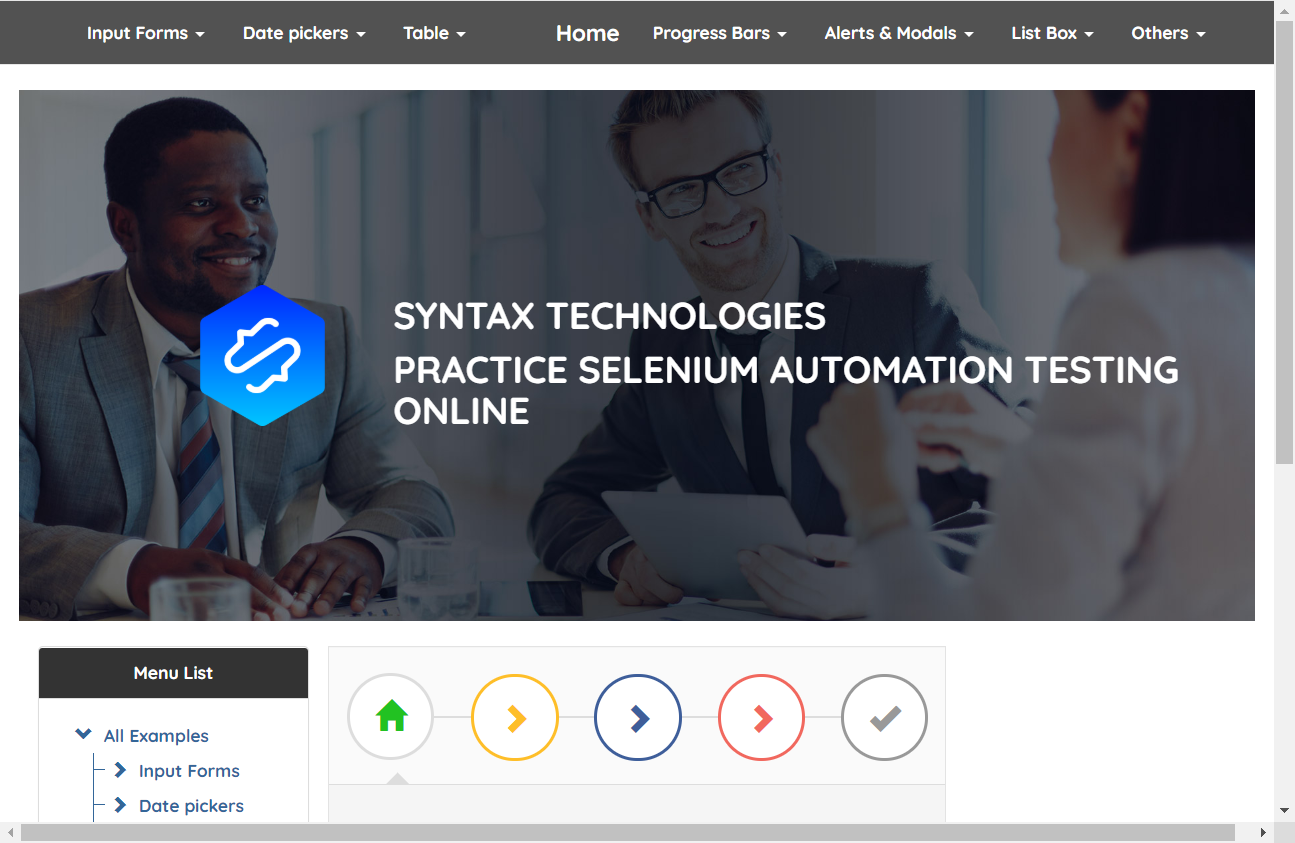 Input Forms Date pickers Table Home Progress Bars Alerts & Modals List Box Others
SYNTAX TECHNOLOGIES
PRACTICE SELENIUM AUTOMATION TESTING
ONLINE
Menu List
All Examples
Input Forms
Date pickers